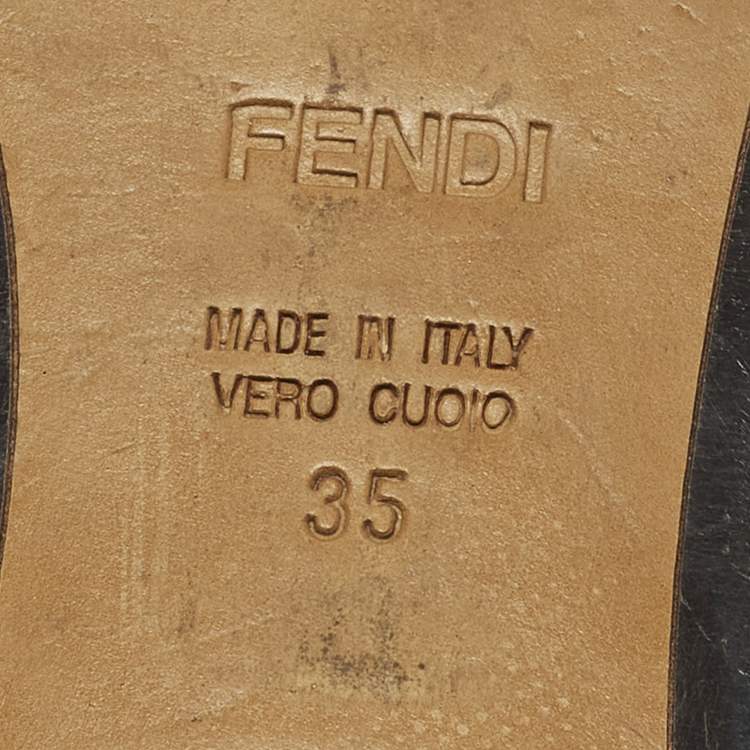 FENDI
MADE IN ITALY
VERO CUOIO
35